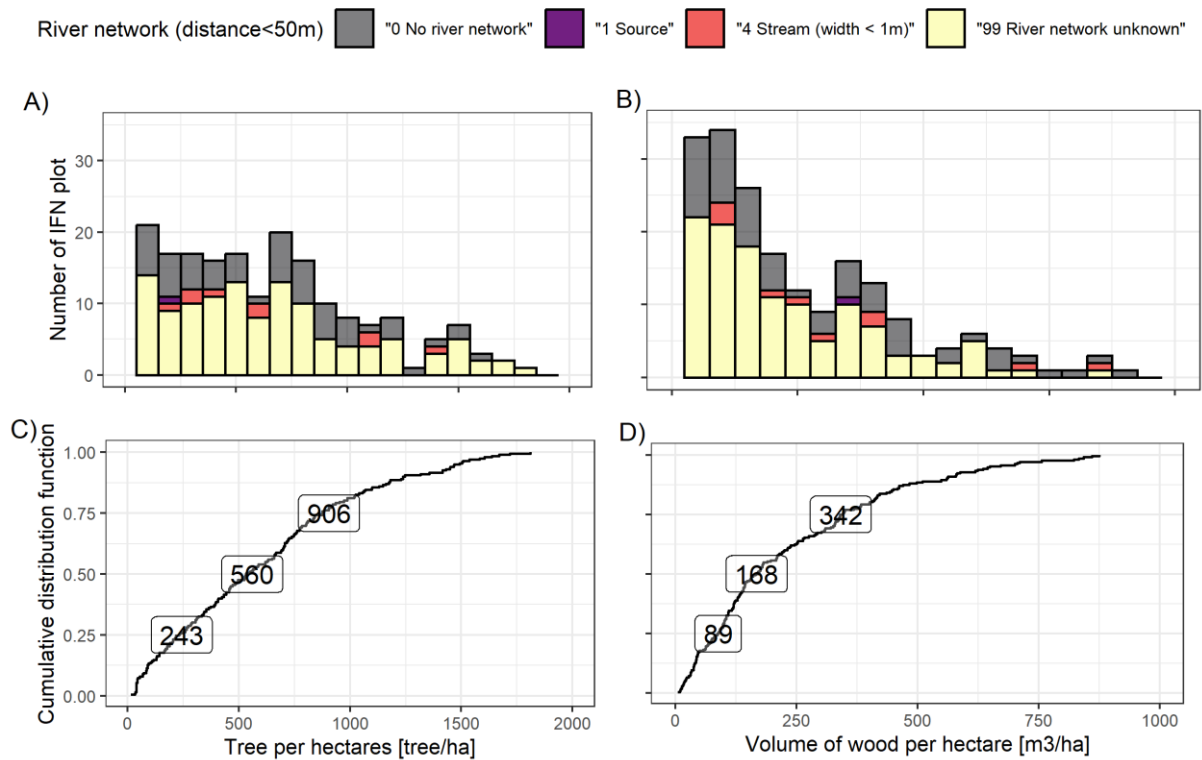 River network (distance<50m) "0 No river network" "1 Source" "4 Stream (width < 1m)" "99 River network unknown"
A)
B)
Number of IFN plot
30
20
10
0
C)
D)
Cumulative distribution function
1.00
0.75
0.50
0.25
0.00
906
560
243
342
168
89
0 500 1000 1500 2000
0 250 500 750 1000
Tree per hectares [tree/ha]
Volume of wood per hectare [m3/ha]